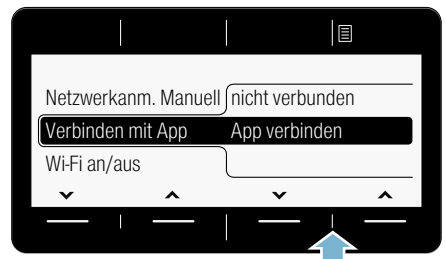 Netzwerkanm. Manuell nicht verbunden
Verbinden mit App App verbinden
Wi-Fi an/aus